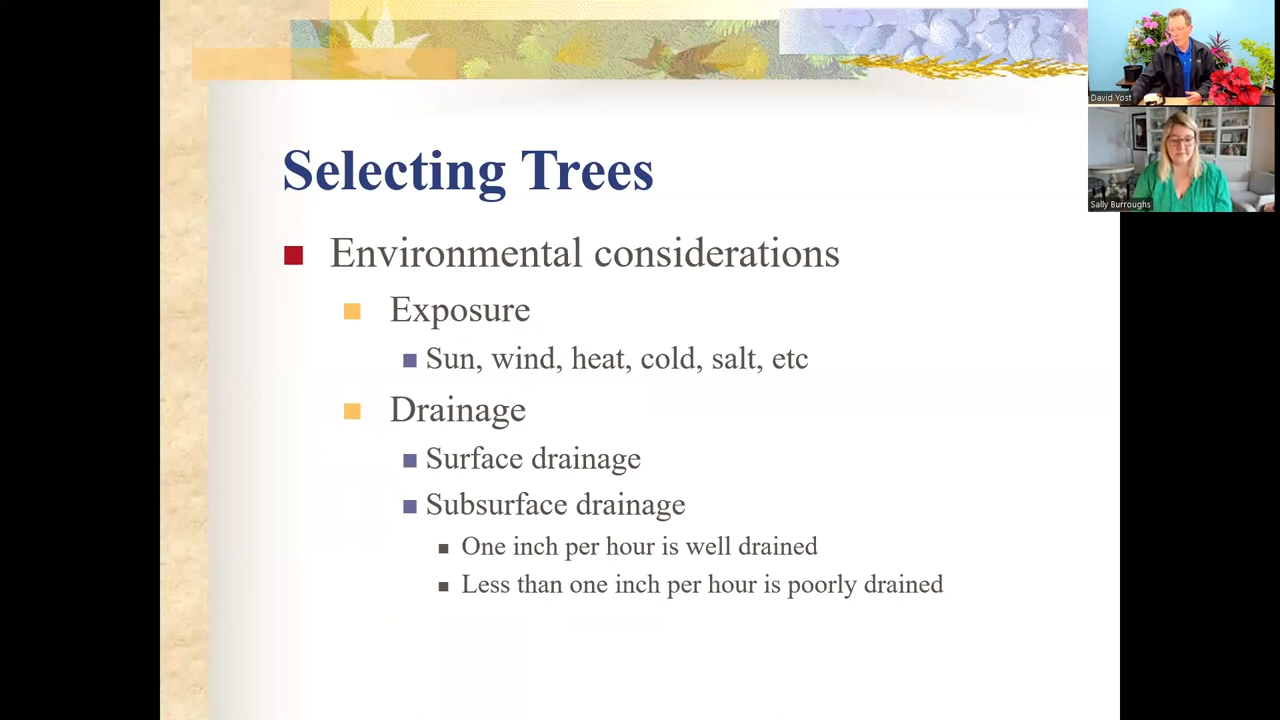 Selecting Trees
Environmental considerations
Exposure
Sun, wind, heat, cold, salt, etc
Drainage
Surface drainage
Subsurface drainage
One inch per hour is well drained
Less than one inch per hour is poorly drained
David Yost
Sally Burroughs